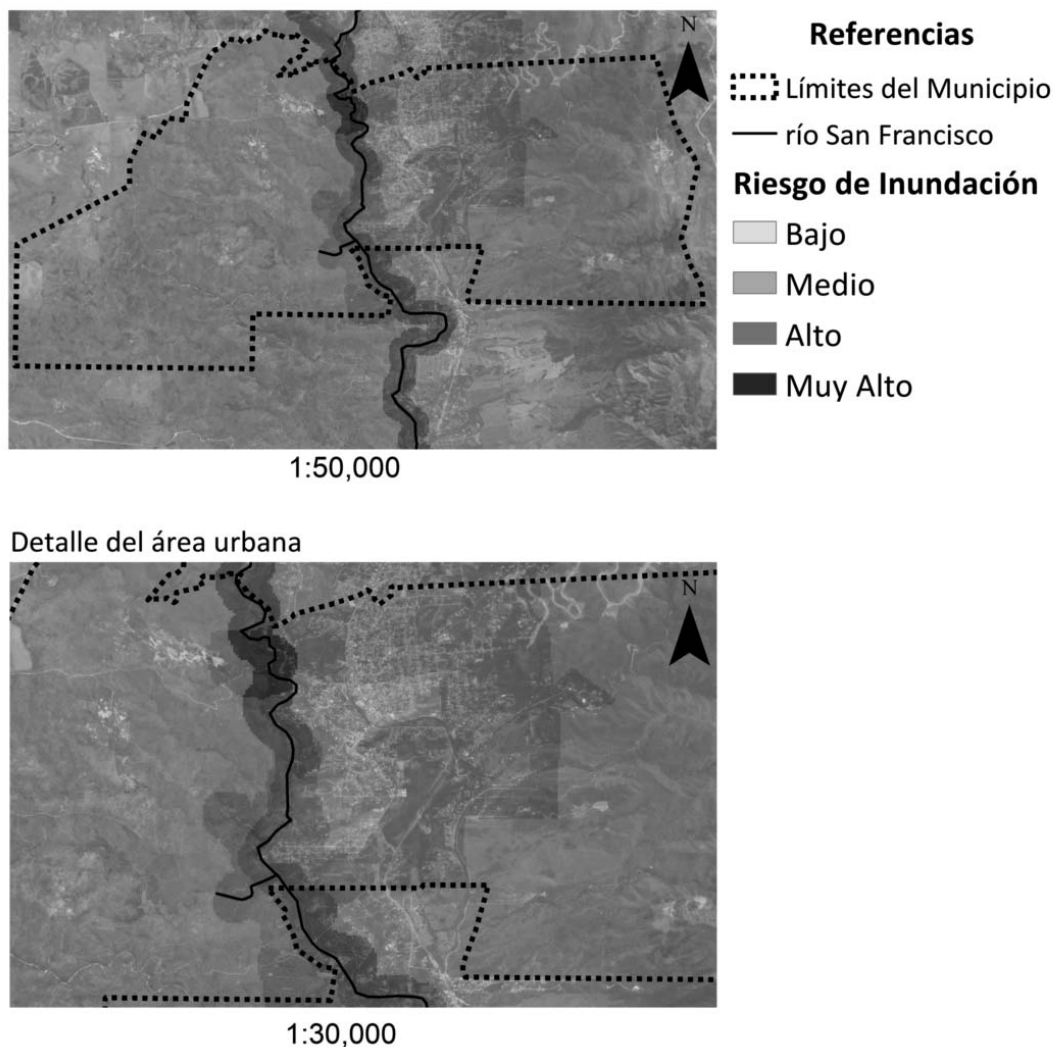 N
Referencias
Límites del Municipio
río San Francisco
Riesgo de Inundación
Bajo
Medio
Alto
Muy Alto
1:50,000
Detalle del área urbana
N
1:30,000